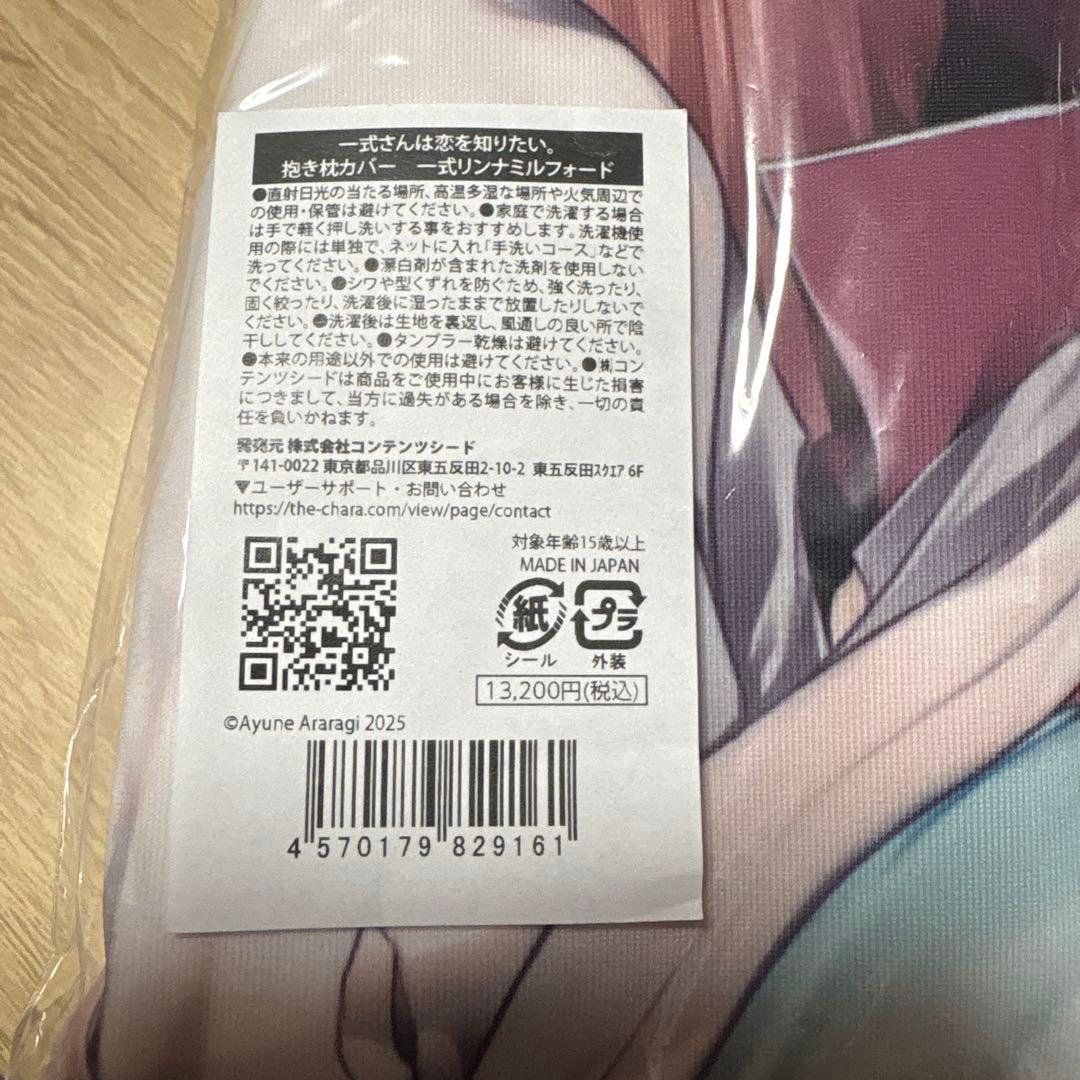 一式さんは恋を知りたい。
抱き枕カバー 一式リンナミルフォード
●直射日光の当たる場所、高温多湿な場所や火気周辺で
の使用・保管は避けてください。●家庭で洗濯する場合
は手で軽く押し洗いする事をおすすめします。洗濯機使
用の際には単独で、ネットに入れ「手洗いコース」などで
洗ってください。●漂白剤が含まれた洗剤を使用しない
でください。●シワや型くずれを防ぐため、強く洗ったり、
固く絞ったり、洗濯後に湿ったままで放置したりしないで
ください。●洗濯後は生地を裏返し、風通しの良い所で陰
干ししてください。●タンブラー乾燥は避けてください。
●本来の用途以外での使用は避けてください。●㈱コン
テンツシードは商品をご使用中にお客様に生じた損害
につきまして、当方に過失がある場合を除き、一切の責
任を負いかねます。
発売元 株式会社コンテンツシード
〒141-0022 東京都品川区東五反田2-10-2 東五反田ｽｸｴｱ 6F
▼ユーザーサポート・お問い合わせ
https://the-chara.com/view/page/contact
対象年齢15歳以上
MADE IN JAPAN
紙 プラ
シール 外装
13,200円(税込)
©Ayune Araragi 2025
4 570179 829161